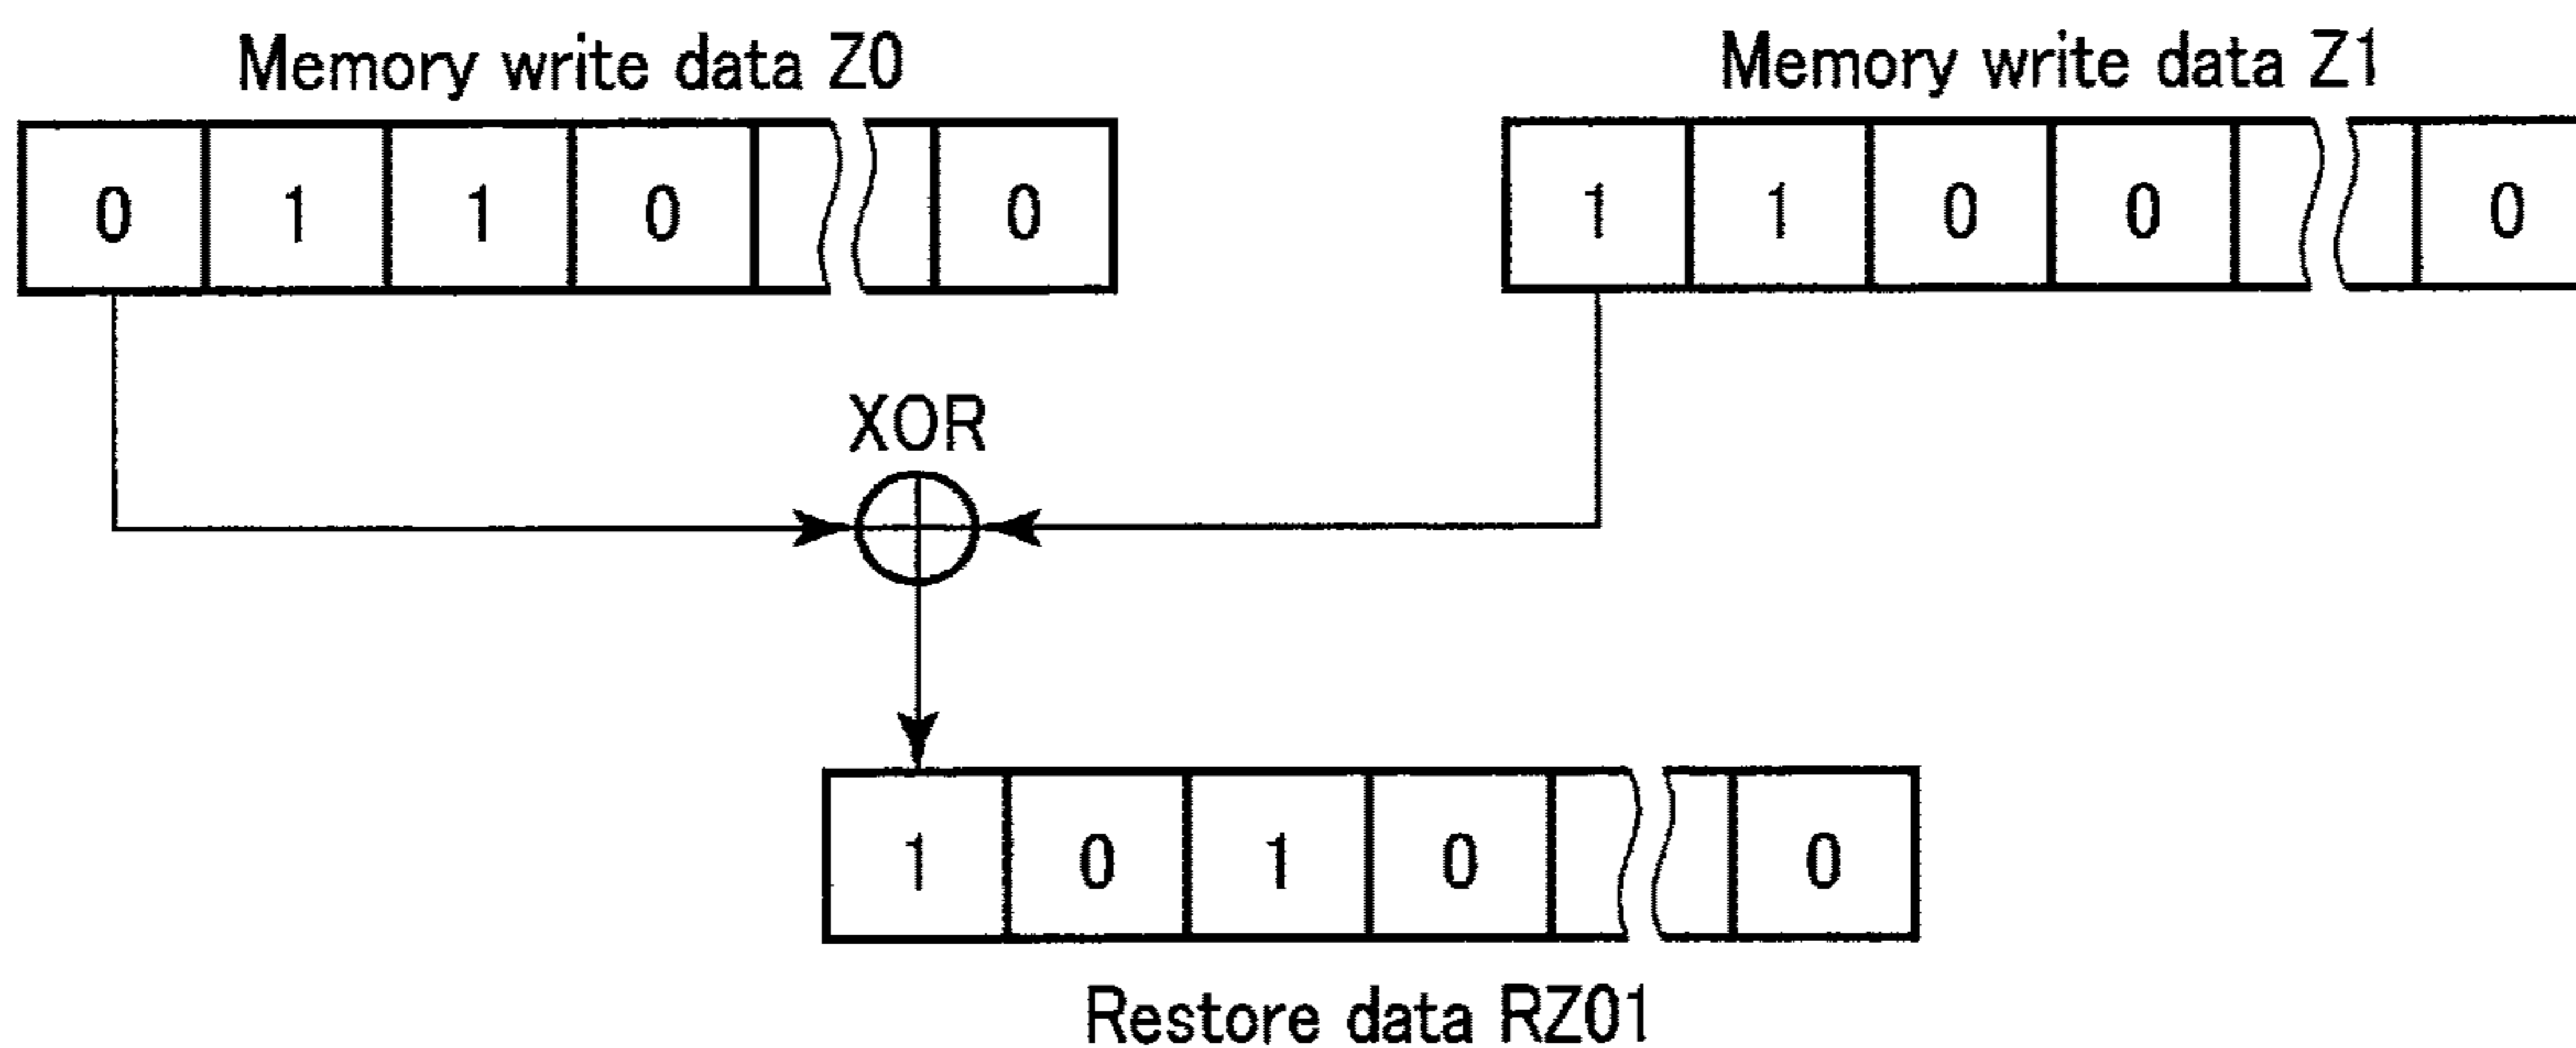 Memory write data Z0
Memory write data Z1
0 1 1 0 0
1 1 0 0 0
XOR
1 0 1 0 0
Restore data RZ01